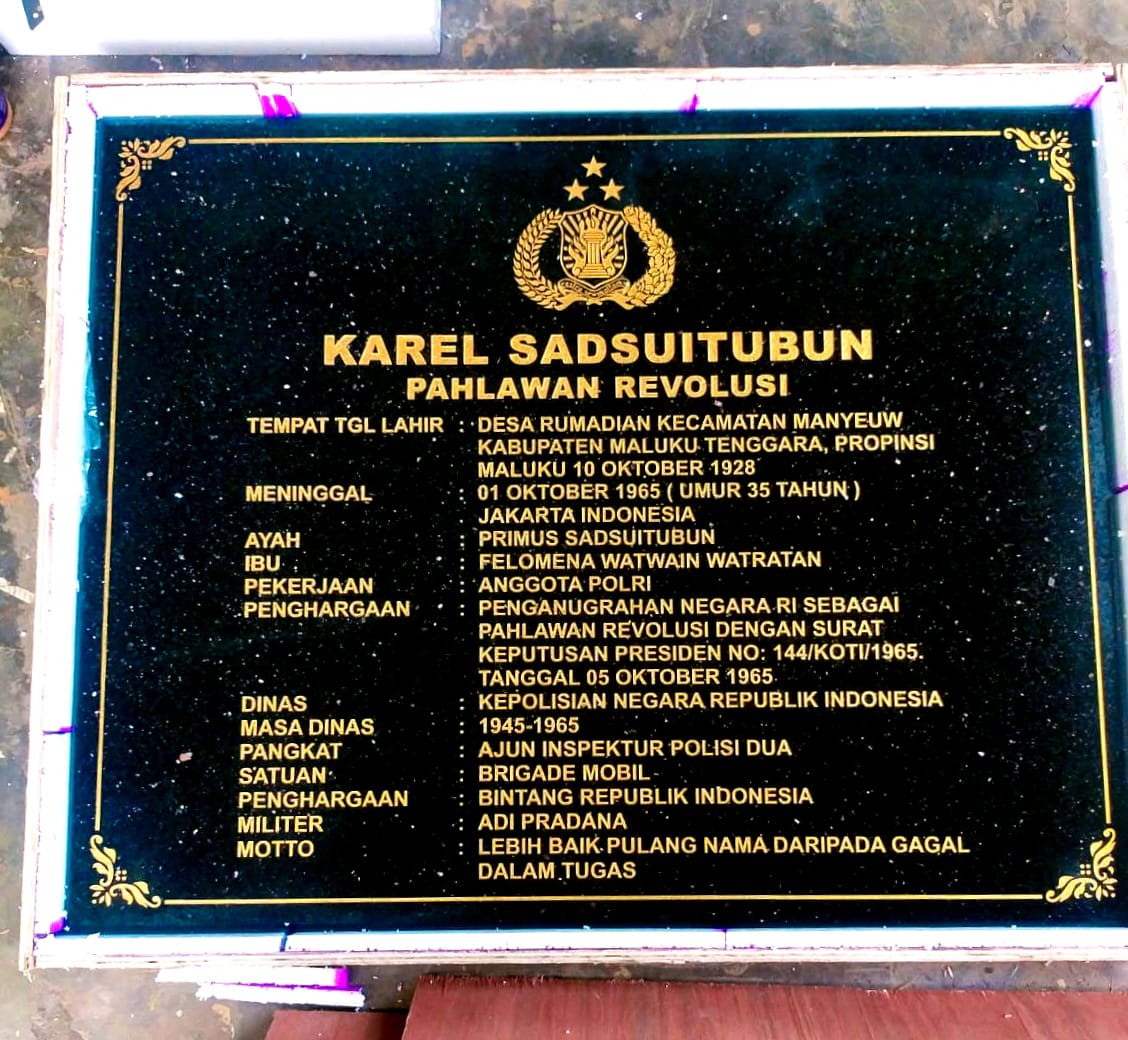 KAREL SADSUITUBUN
PAHLAWAN REVOLUSI
TEMPAT TGL LAHIR : DESA RUMADIAN KECAMATAN MANYEUW
KABUPATEN MALUKU TENGGARA, PROPINSI
MALUKU 10 OKTOBER 1928
MENINGGAL : 01 OKTOBER 1965 ( UMUR 35 TAHUN )
: JAKARTA INDONESIA
AYAH : PRIMUS SADSUITUBUN
IBU : FELOMENA WATWAIN WATRATAN
PEKERJAAN : ANGGOTA POLRI
PENGHARGAAN : PENGANUGRAHAN NEGARA RI SEBAGAI
PAHLAWAN REVOLUSI DENGAN SURAT
KEPUTUSAN PRESIDEN NO: 144/KOTI/1965.
TANGGAL 05 OKTOBER 1965
DINAS : KEPOLISIAN NEGARA REPUBLIK INDONESIA
MASA DINAS : 1945-1965
PANGKAT : AJUN INSPEKTUR POLISI DUA
SATUAN : BRIGADE MOBIL
PENGHARGAAN : BINTANG REPUBLIK INDONESIA
MILITER : ADI PRADANA
MOTTO : LEBIH BAIK PULANG NAMA DARIPADA GAGAL
DALAM TUGAS